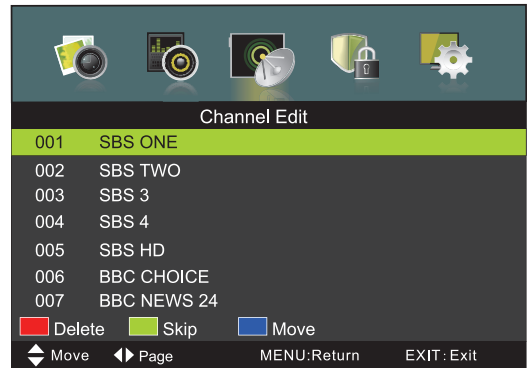 Channel Edit
001 SBS ONE
002 SBS TWO
003 SBS 3
004 SBS 4
005 SBS HD
006 BBC CHOICE
007 BBC NEWS 24
Delete Skip Move
Move Page MENU:Return EXIT:Exit